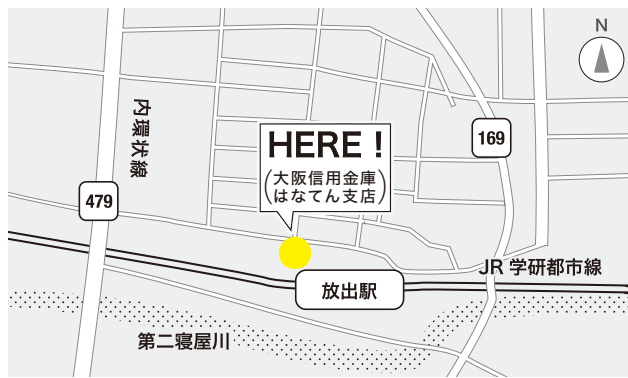 N
内環状線
HERE !
(大阪信用金庫
はなてん支店)
169
479
JR 学研都市線
放出駅
第二寝屋川